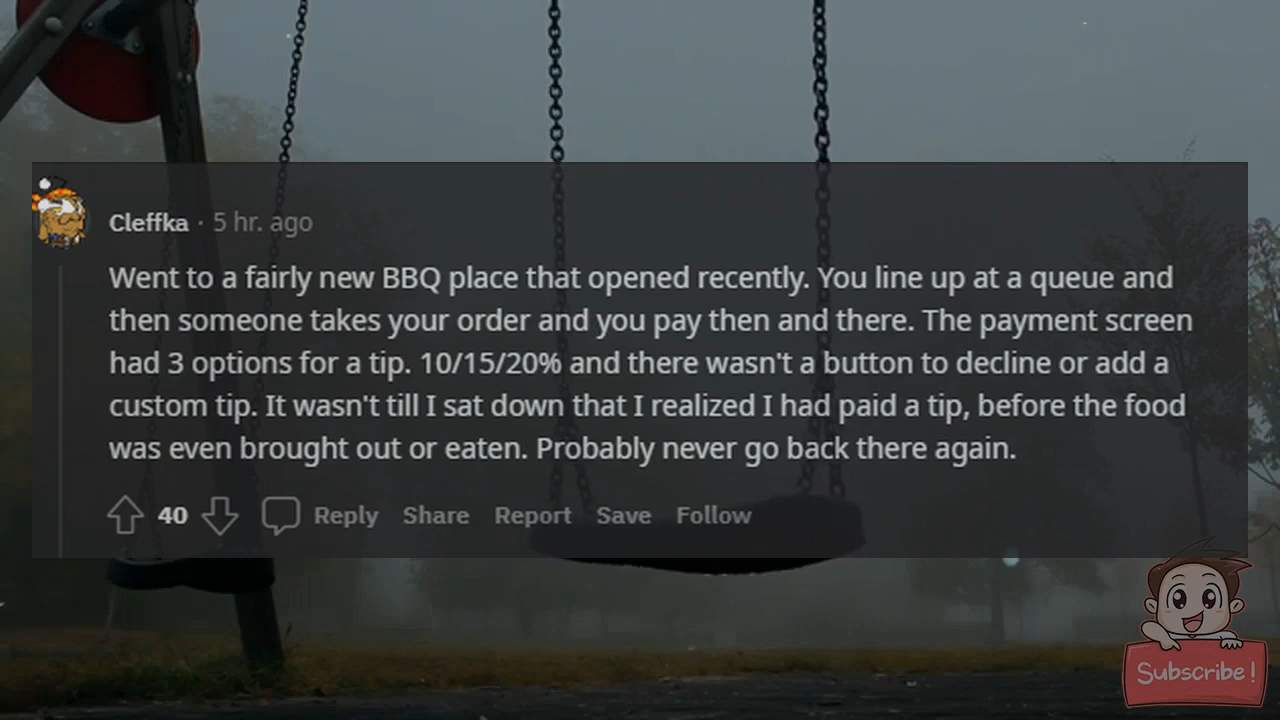 Cleffka · 5 hr. ago
Went to a fairly new BBQ place that opened recently. You line up at a queue and
then someone takes your order and you pay then and there. The payment screen
had 3 options for a tip. 10/15/20% and there wasn't a button to decline or add a
custom tip. It wasn't till I sat down that I realized I had paid a tip, before the food
was even brought out or eaten. Probably never go back there again.
40 Reply Share Report Save Follow
Subscribe!